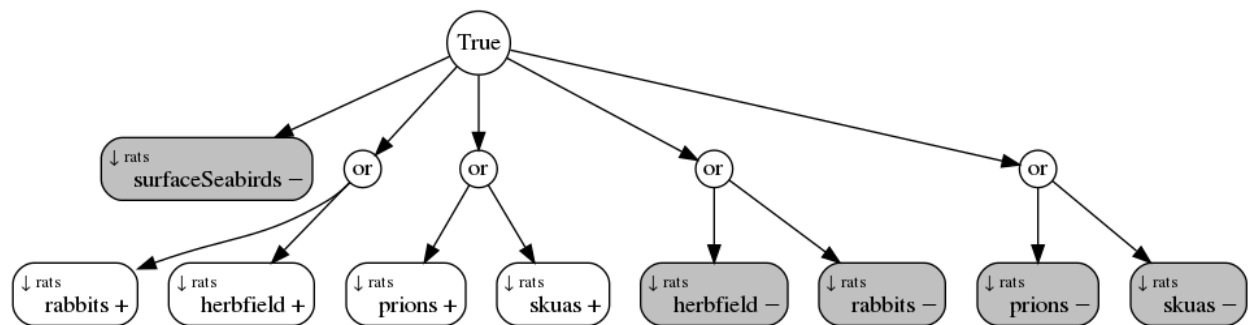 True
↓ rats
surfaceSeabirds −
or
or
or
or
↓ rats
rabbits +
↓ rats
herbfield +
↓ rats
prions +
↓ rats
skuas +
↓ rats
herbfield −
↓ rats
rabbits −
↓ rats
prions −
↓ rats
skuas −